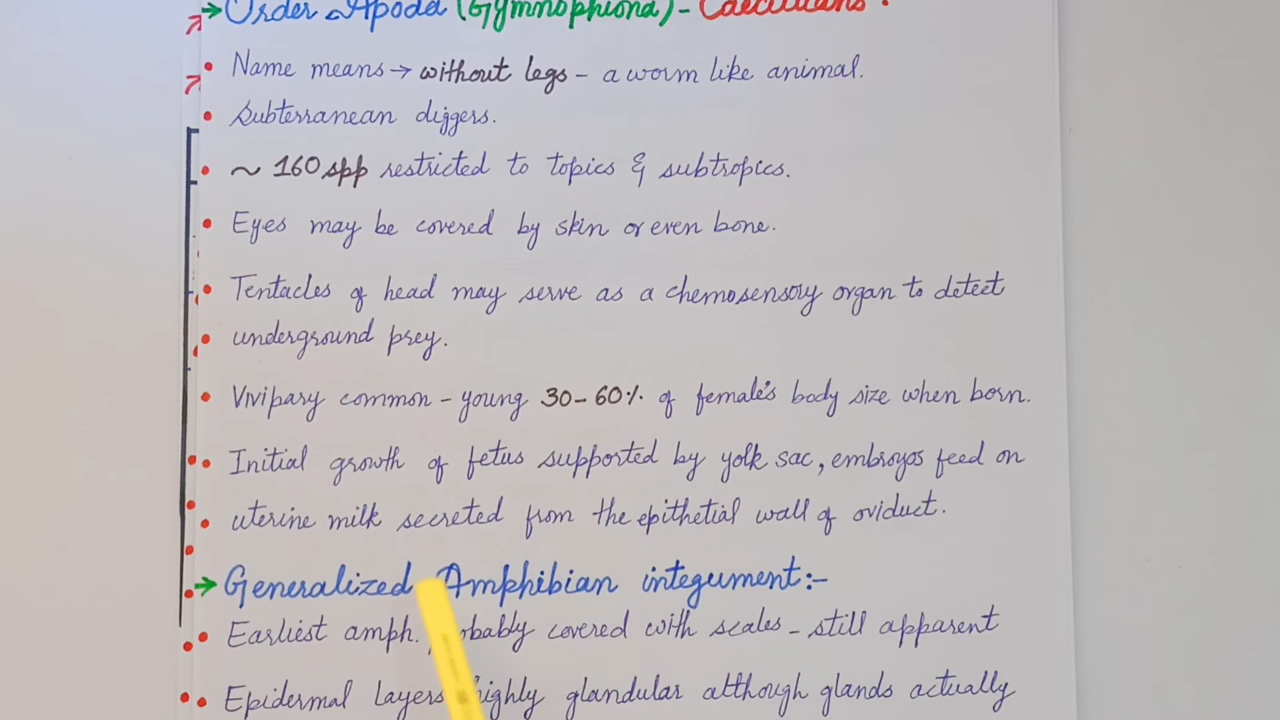 → Order Apoda (Gymnophiona) - Caecilians :
• Name means → without legs - a worm like animal.
• Subterranean diggers.
• ~ 160 spp restricted to topics & subtropics.
• Eyes may be covered by skin or even bone.
• Tentacles of head may serve as a chemosensory organ to detect
• underground prey.
• Vivipary common - young 30-60% of female's body size when born.
• Initial growth of fetus supported by yolk sac, embroyos feed on
• uterine milk secreted from the epithetial wall of oviduct.
→ Generalized Amphibian integument:-
• Earliest amph. probably covered with scales - still apparent
• Epidermal layers highly glandular although glands actually